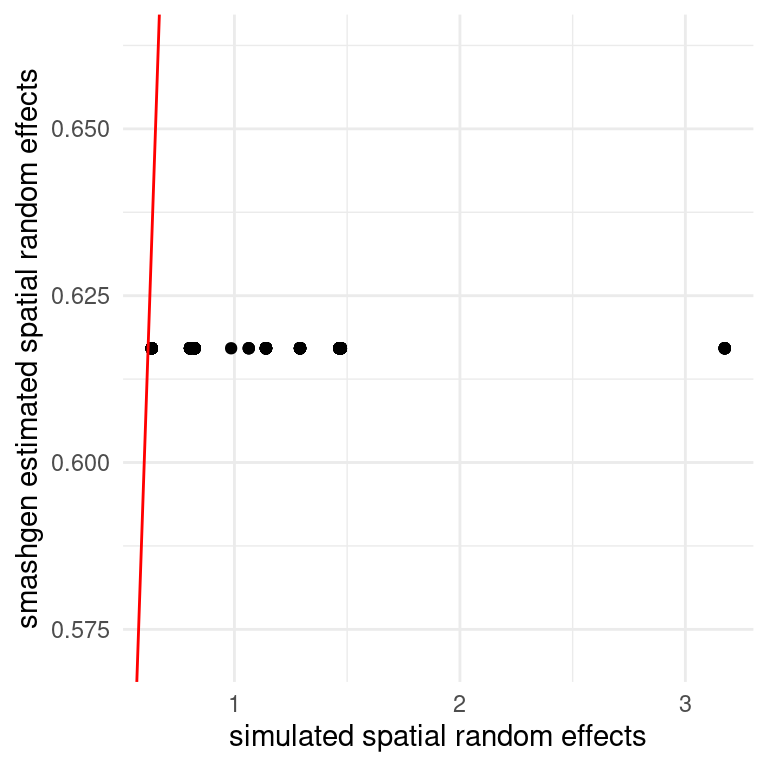 smashgen estimated spatial random effects
0.650
0.625
0.600
0.575
1 2 3
simulated spatial random effects